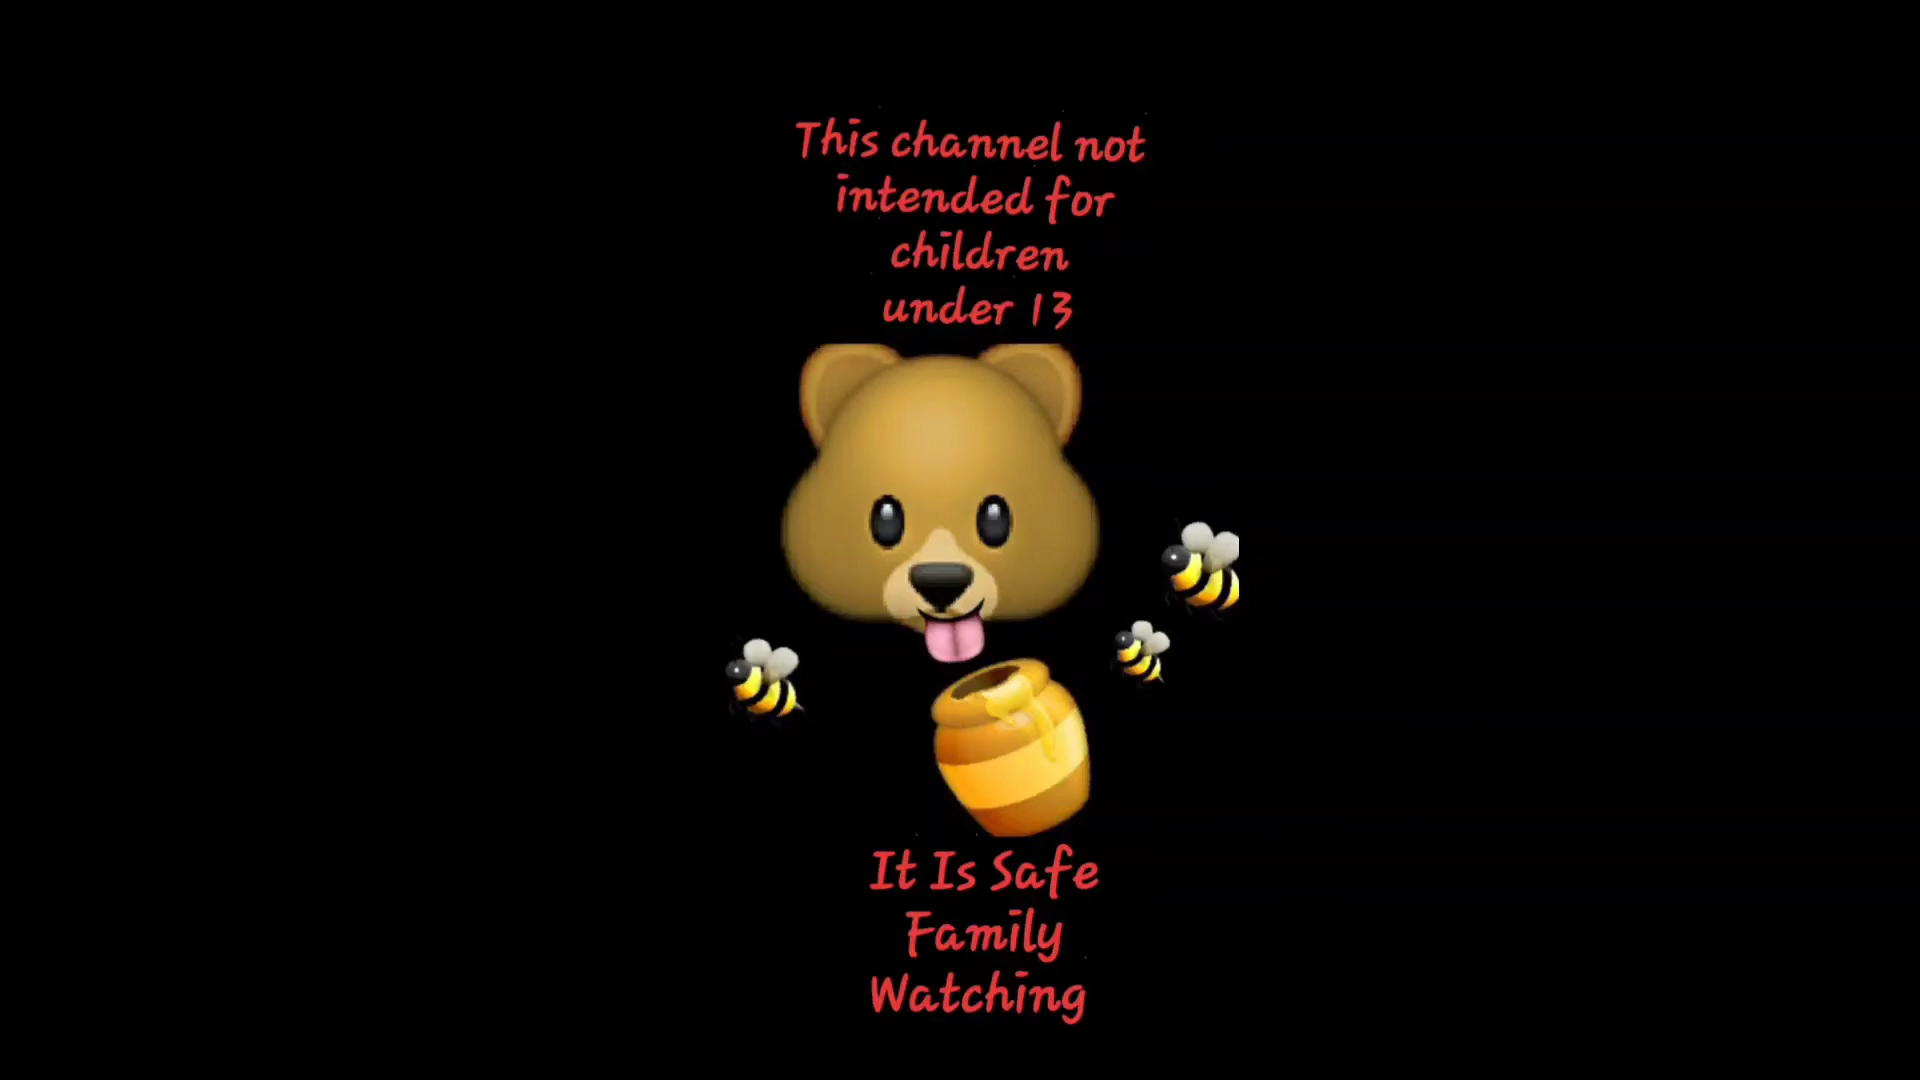 This channel not
intended for
children
under 13
It Is Safe
Family
Watching